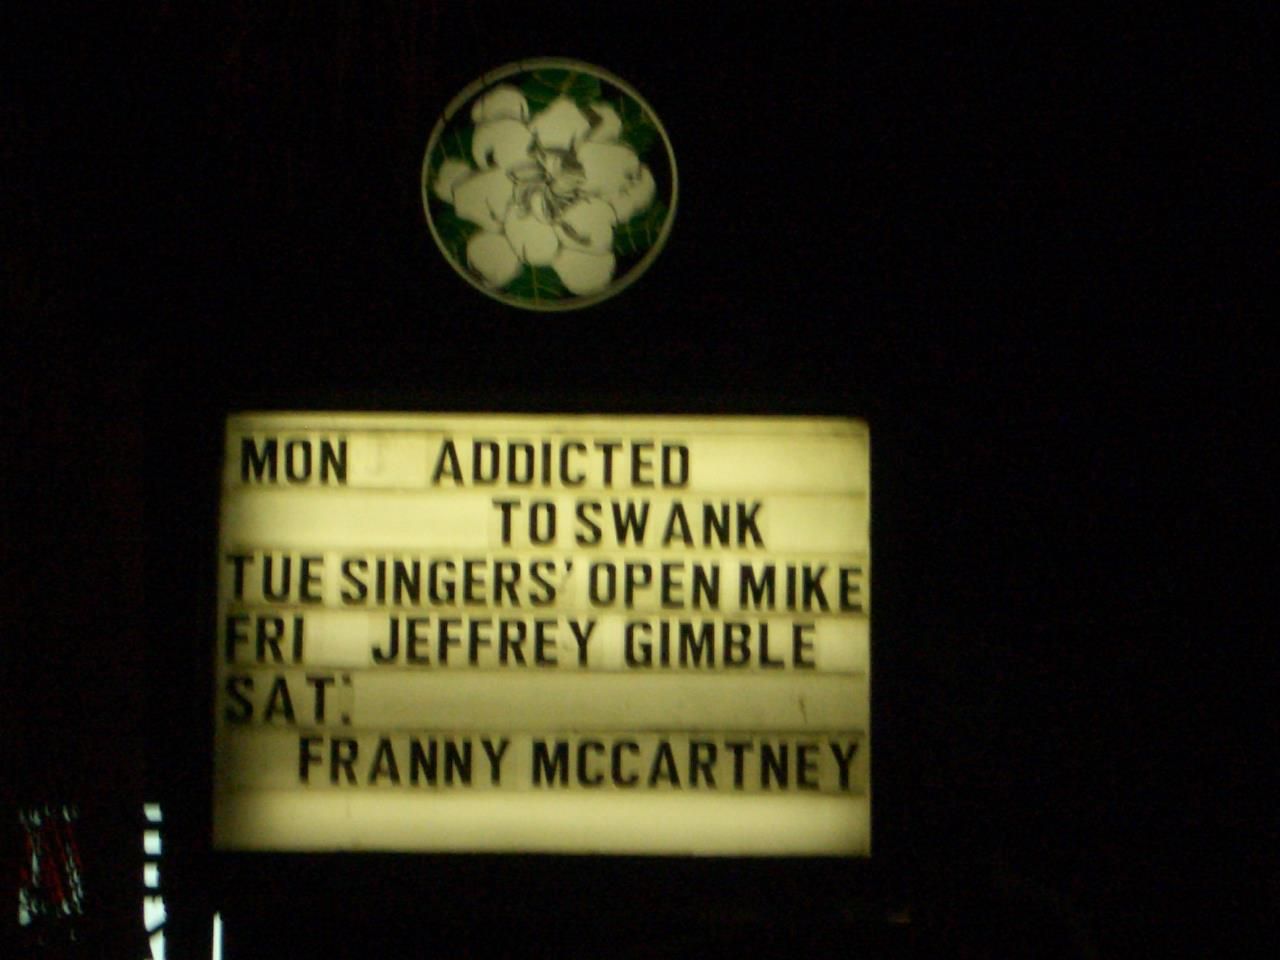 MON ADDICTED
TO SWANK
TUE SINGERS' OPEN MIKE
FRI JEFFREY GIMBLE
SAT:
FRANNY MCCARTNEY